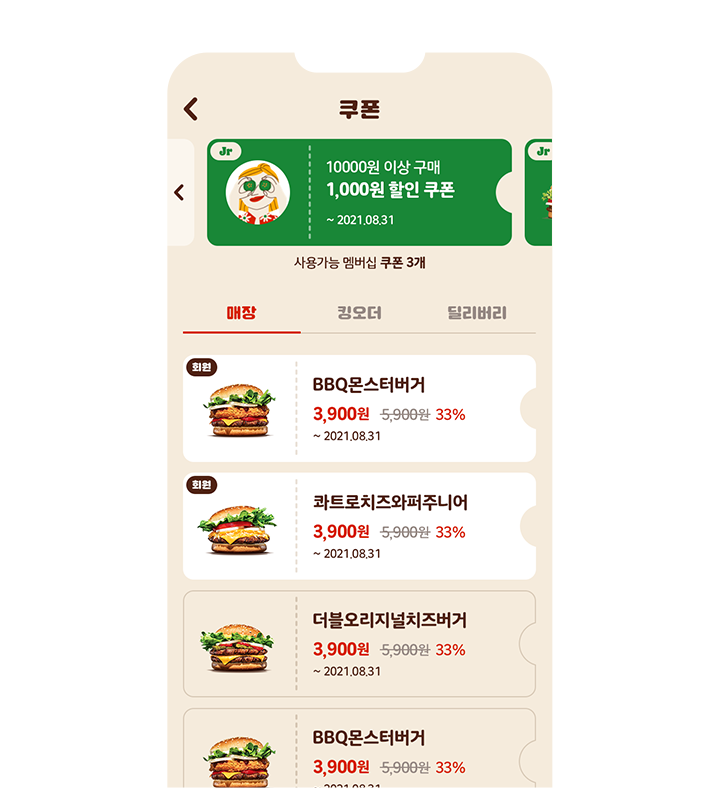 쿠폰
Jr
10000원 이상 구매
1,000원 할인 쿠폰
~ 2021.08.31
Jr
사용가능 멤버십 쿠폰 3개
매장 킹오더 딜리버리
회원
BBQ몬스터버거
3,900원 5,900원 33%
~ 2021.08.31
회원
콰트로치즈와퍼주니어
3,900원 5,900원 33%
~ 2021.08.31
더블오리지널치즈버거
3,900원 5,900원 33%
~ 2021.08.31
BBQ몬스터버거
3,900원 5,900원 33%
~ 2021.08.31